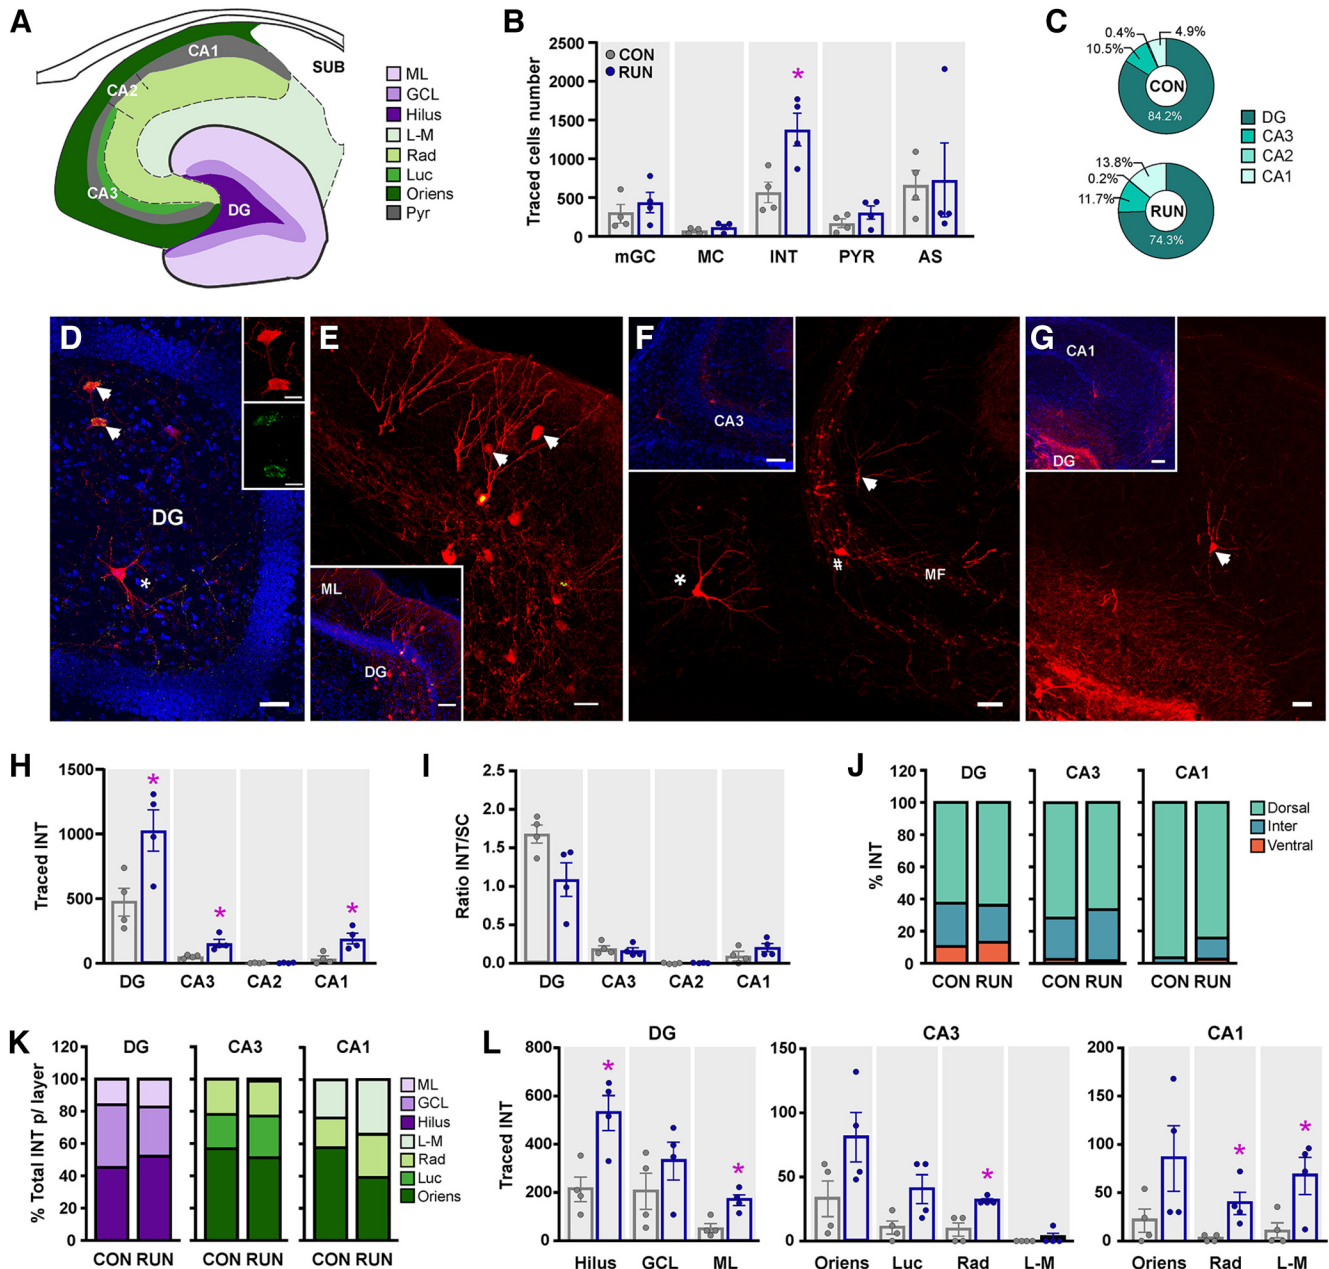 A
CA1
SUB
CA2
CA3
DG
ML
GCL
Hilus
L-M
Rad
Luc
Oriens
Pyr
B
Traced cells number
2500
2000
1500
1000
500
0
CON
RUN
*
mGC MC INT PYR AS
C
0.4% 4.9%
10.5%
CON
84.2%
13.8%
0.2%
11.7%
RUN
74.3%
DG
CA3
CA2
CA1
D
DG
*
E
ML
DG
F
CA3
*
#
MF
G
CA1
DG
H
Traced INT
1500
1000
500
0
* * *
DG CA3 CA2 CA1
I
Ratio INT/SC
2.5
2.0
1.5
1.0
0.5
0.0
DG CA3 CA2 CA1
J
% INT
120
100
80
60
40
20
0
DG CA3 CA1
CON RUN CON RUN CON RUN
Dorsal
Inter
Ventral
K
% Total INT p/ layer
120
100
80
60
40
20
0
DG CA3 CA1
CON RUN CON RUN CON RUN
ML
GCL
Hilus
L-M
Rad
Luc
Oriens
L
Traced INT
DG
800
600
400
200
0
* *
Hilus GCL ML
CA3
150
100
50
0
*
Oriens Luc Rad L-M
CA1
200
150
100
50
0
* *
Oriens Rad L-M